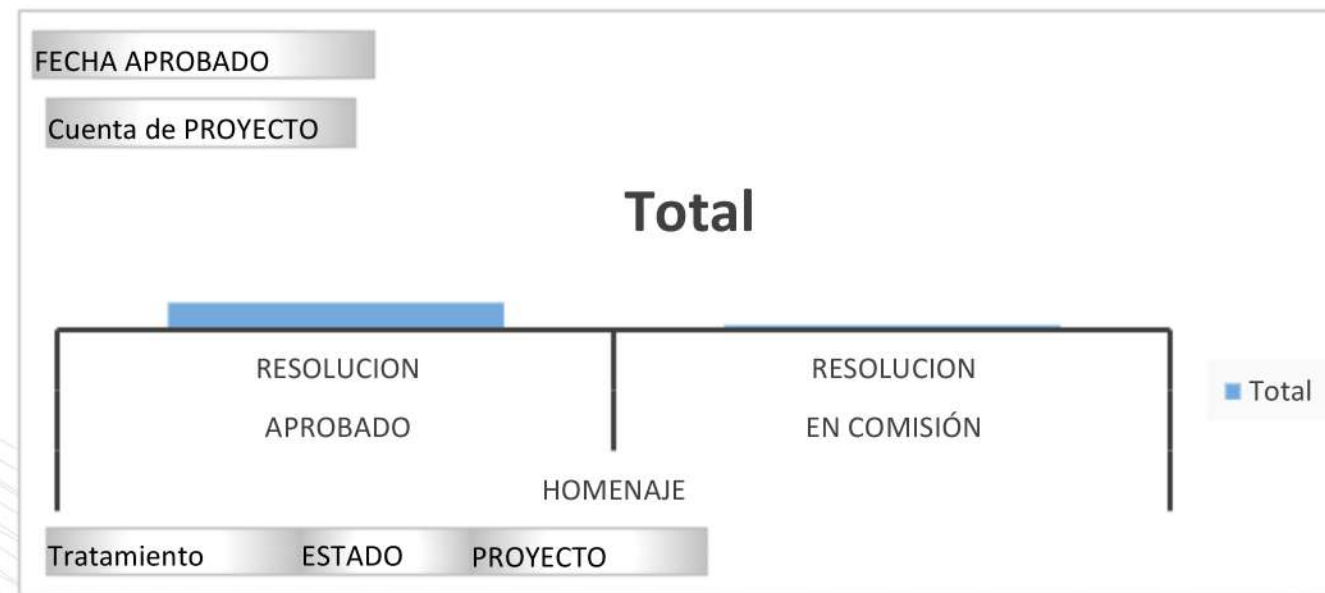 FECHA APROBADO
Cuenta de PROYECTO
Total
RESOLUCION RESOLUCION
APROBADO EN COMISIÓN
HOMENAJE
Total
Tratamiento ESTADO PROYECTO